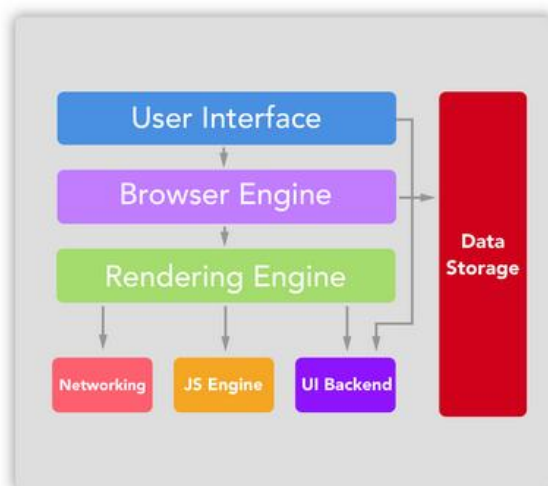 User Interface
Browser Engine
Rendering Engine
Data
Storage
Networking
JS Engine
UI Backend